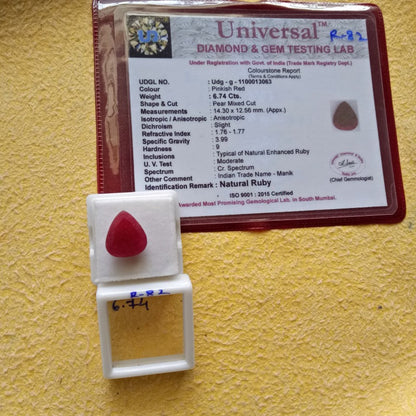 Universal™
R-82
DIAMOND & GEM TESTING LAB
Under Registration with Govt. of India (Trade Mark Registry Dept.)
Colourstone Report
(Terms & Conditions Apply)
UDGL NO. : Udg - g - 1100013063
Colour : Pinkish Red
Weight : 6.74 Cts.
Shape & Cut : Pear Mixed Cut
Measurements : 14.30 x 12.56 mm. (Appx.)
Isotropic / Anisotropic : Anisotropic
Dichroism : Slight
Refractive Index : 1.76 - 1.77
Specific Gravity : 3.99
Hardness : 9
Inclusions : Typical of Natural Enhanced Ruby
U. V. Test : Moderate
Spectrum : Cr. Spectrum
Other Comment : Indian Trade Name - Manik
Identification Remark : Natural Ruby
(Chief Gemmologist)
ISO 9001 : 2015 Certified
Awarded Most Promising Gemological Lab. in South Mumbai.
R-82
6.74